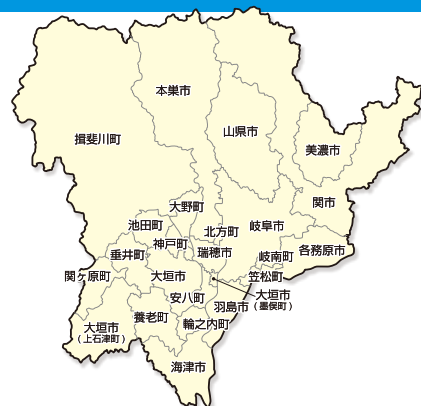 本巣市
揖斐川町
山県市
美濃市
関市
大野町
池田町
北方町
岐阜市
神戸町
垂井町
瑞穂市
岐南町
各務原市
関ヶ原町
大垣市
笠松町
安八町
羽島市
大垣市
(墨俣町)
養老町
輪之内町
大垣市
(上石津町)
海津市